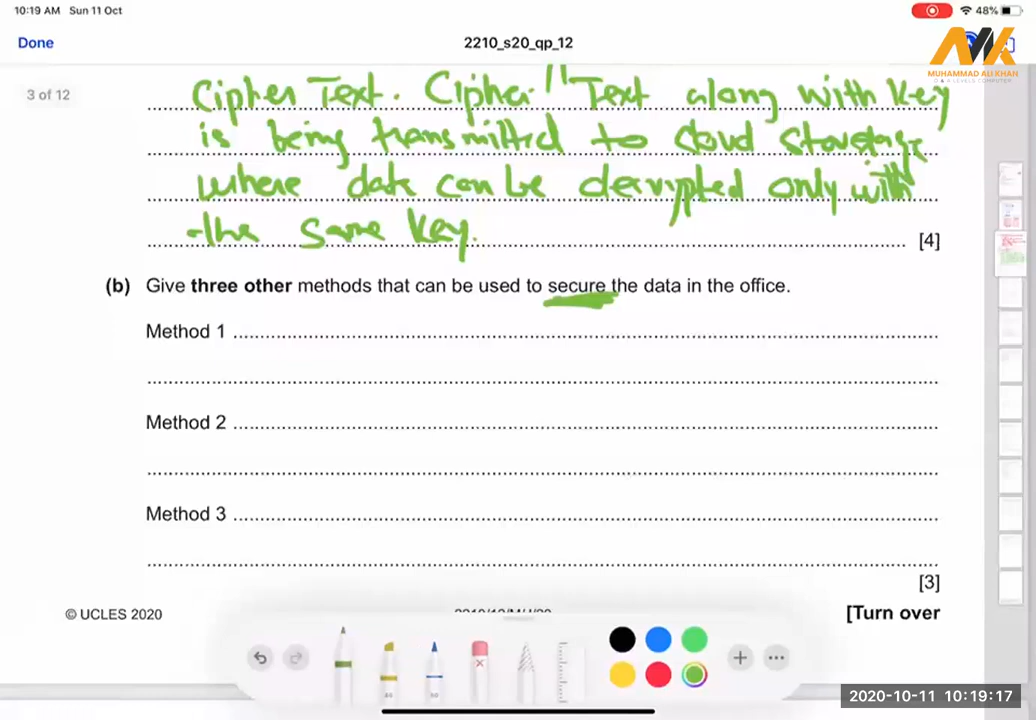 10:19 AM Sun 11 Oct
48%
Done
2210_s20_qp_12
MUHAMMAD ALI KHAN
O & A LEVELS COMPUTER
3 of 12
Cipher Text. Cipher Text along with key
is being transmitted to cloud storage
where data can be decrypted only with
the same key.
[4]
(b) Give three other methods that can be used to secure the data in the office.
Method 1
Method 2
Method 3
[3]
© UCLES 2020
[Turn over
2020-10-11 10:19:17